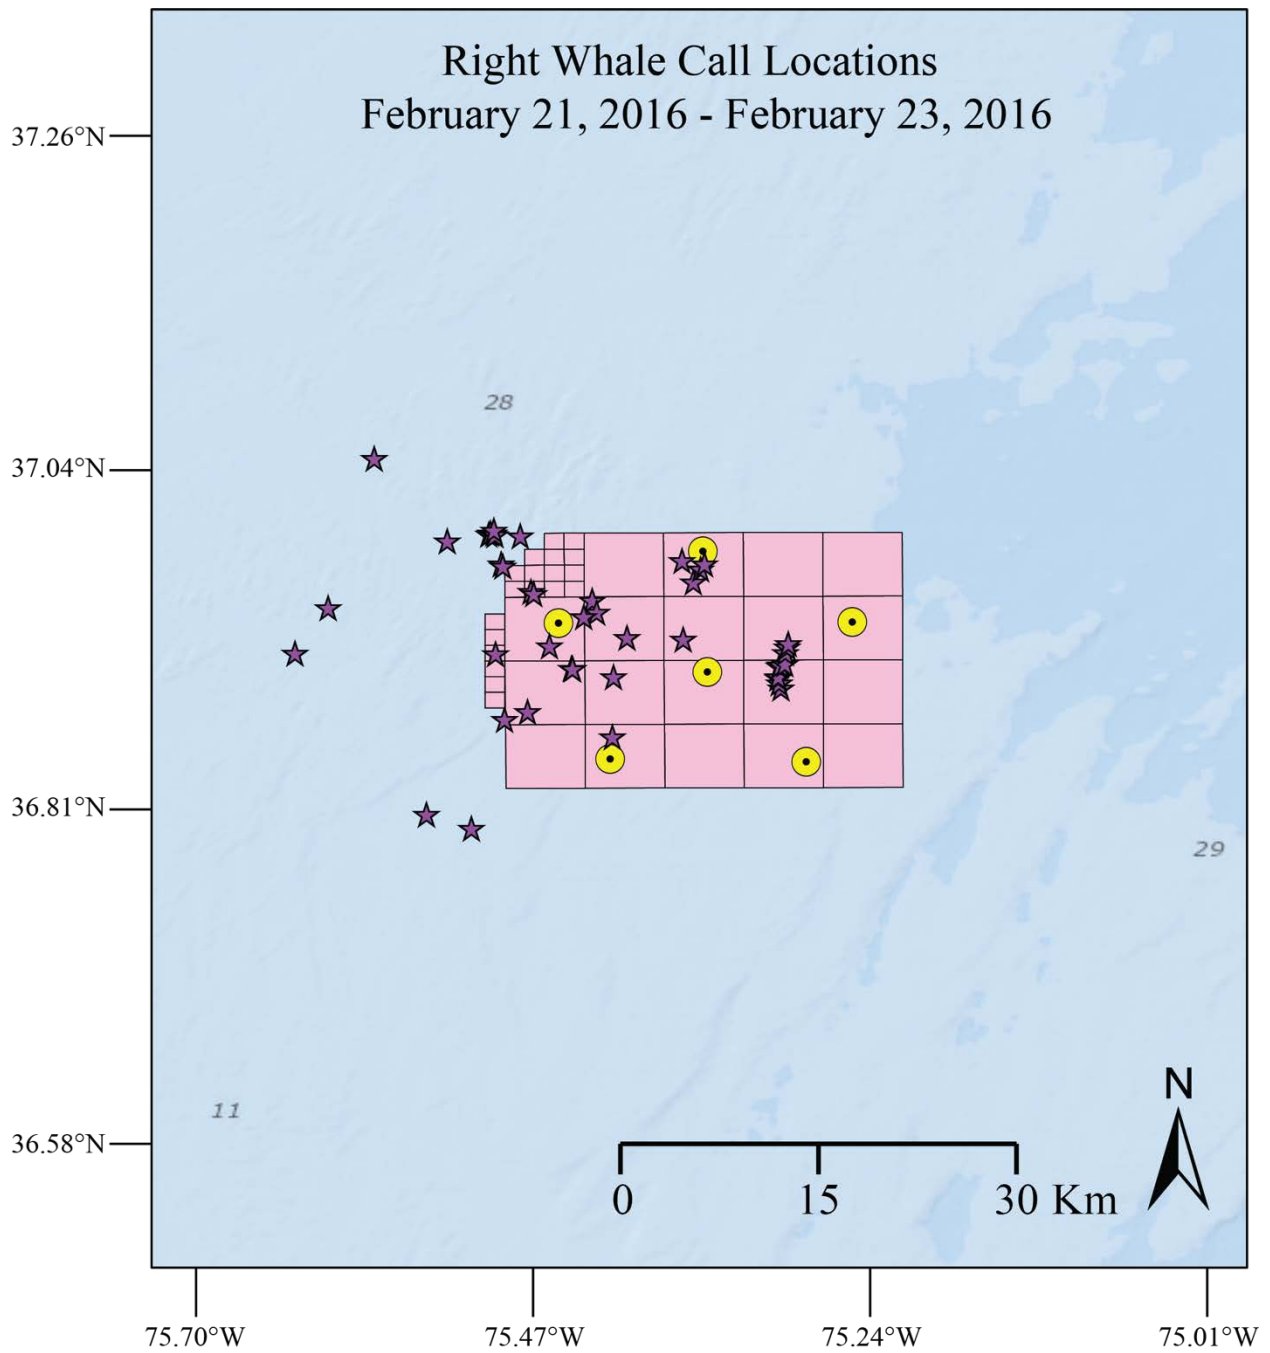 Right Whale Call Locations
February 21, 2016 - February 23, 2016
37.26°N
28
37.04°N
36.81°N
29
N
11
36.58°N
0 15 30 Km
75.70°W 75.47°W 75.24°W 75.01°W